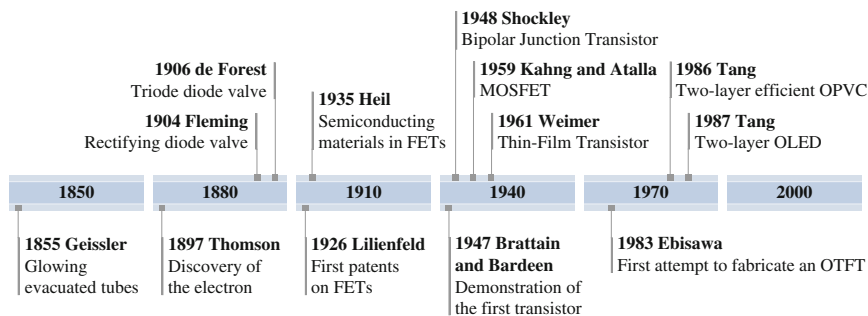 1948 Shockley
Bipolar Junction Transistor
1906 de Forest
Triode diode valve
1959 Kahng and Atalla
MOSFET
1986 Tang
Two-layer efficient OPVC
1904 Fleming
Rectifying diode valve
1935 Heil
Semiconducting
materials in FETs
1961 Weimer
Thin-Film Transistor
1987 Tang
Two-layer OLED
1850
1880
1910
1940
1970
2000
1855 Geissler
Glowing
evacuated tubes
1897 Thomson
Discovery of
the electron
1926 Lilienfeld
First patents
on FETs
1947 Brattain
and Bardeen
Demonstration of
the first transistor
1983 Ebisawa
First attempt to fabricate an OTFT